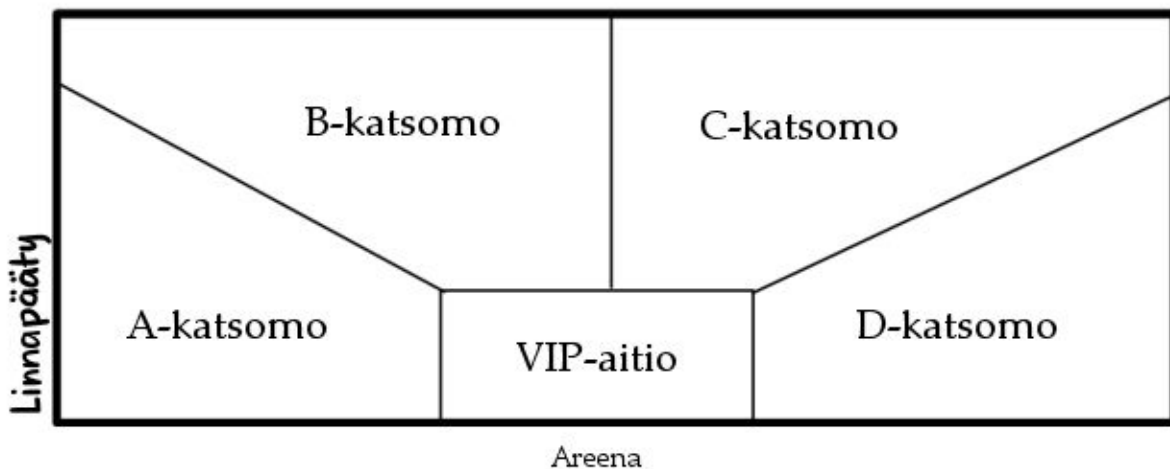 B-katsomo
C-katsomo
Linnapääty
A-katsomo
VIP-aitio
D-katsomo
Areena